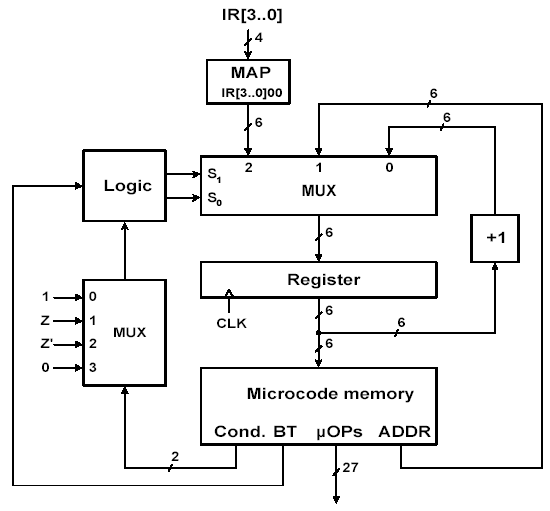 IR[3..0]
4
MAP
IR[3..0]00
6
6
6
2 1 0
Logic
S1
S0
MUX
6
+1
Register
CLK
6
6
6
1 0
Z 1
Z' 2
0 3
MUX
Microcode memory
Cond. BT µOPs ADDR
2
27